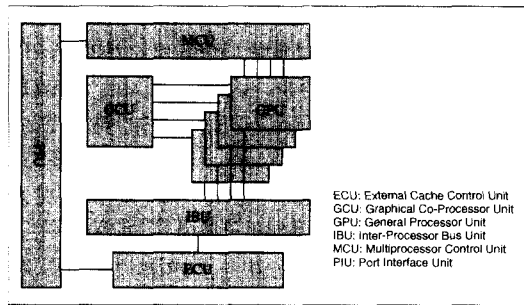 MCU
GCU
GPU
IBU
ECU
ECU: External Cache Control Unit
GCU: Graphical Co-Processor Unit
GPU: General Processor Unit
IBU: Inter-Processor Bus Unit
MCU: Multiprocessor Control Unit
PIU: Port Interface Unit